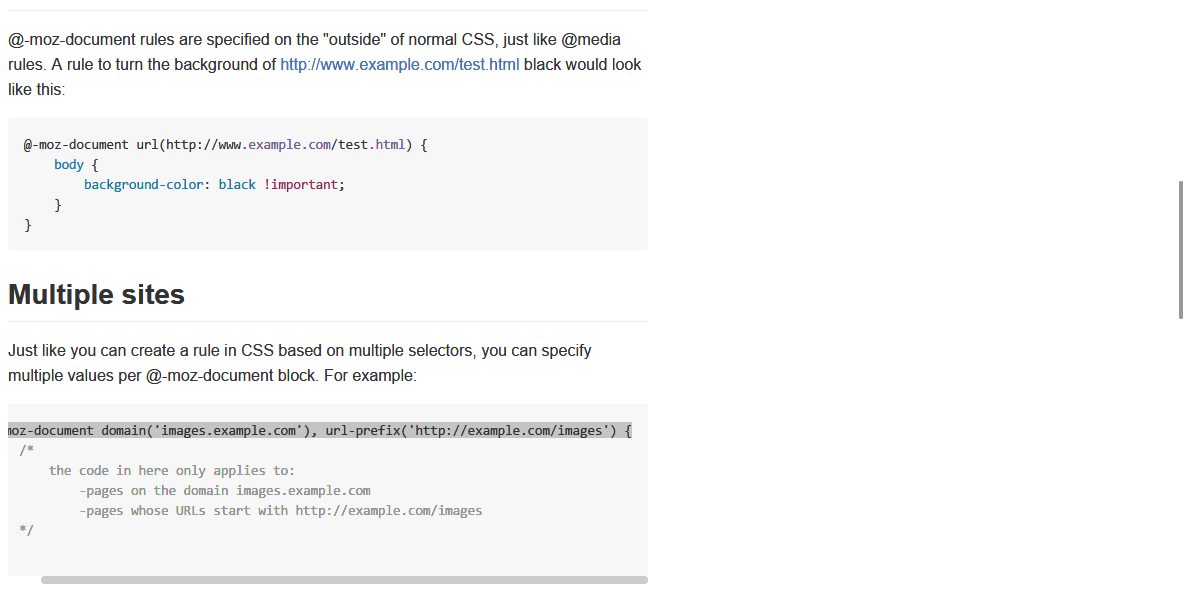 @-moz-document rules are specified on the "outside" of normal CSS, just like @media
rules. A rule to turn the background of http://www.example.com/test.html black would look
like this:
@-moz-document url(http://www.example.com/test.html) {
    body {
        background-color: black !important;
    }
}
Multiple sites
Just like you can create a rule in CSS based on multiple selectors, you can specify
multiple values per @-moz-document block. For example:
moz-document domain('images.example.com'), url-prefix('http://example.com/images') {
/*
    the code in here only applies to:
        -pages on the domain images.example.com
        -pages whose URLs start with http://example.com/images
*/